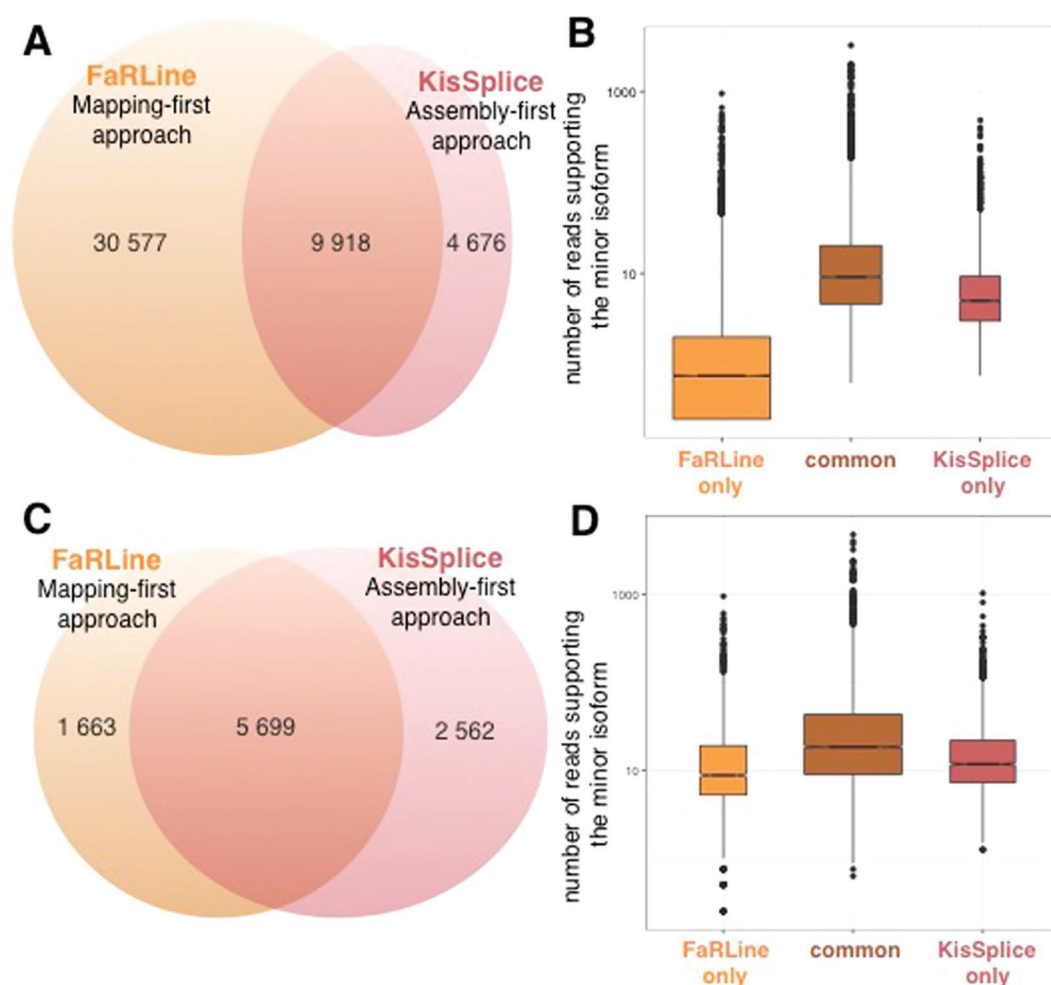 A
FaRLine
Mapping-first
approach
KisSplice
Assembly-first
approach
30 577
9 918
4 676
B
number of reads supporting
the minor isoform
1000
10
FaRLine
only
common
KisSplice
only
C
FaRLine
Mapping-first
approach
KisSplice
Assembly-first
approach
1 663
5 699
2 562
D
number of reads supporting
the minor isoform
1000
10
FaRLine
only
common
KisSplice
only